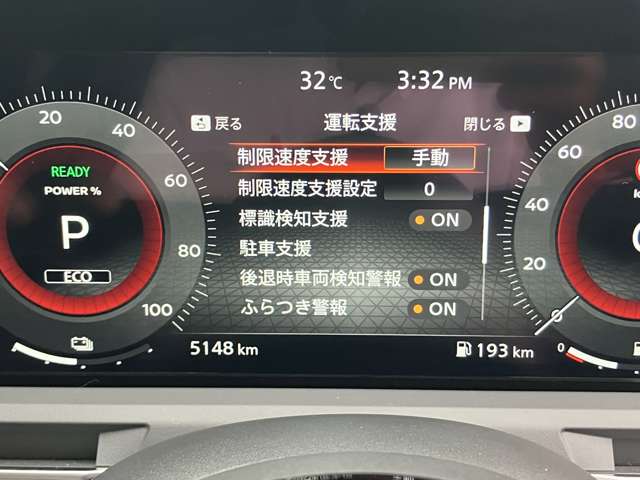 32℃ 3:32 PM
戻る 運転支援 閉じる
制限速度支援 手動
制限速度支援設定 0
標識検知支援 ON
駐車支援
後退時車両検知警報 ON
ふらつき警報 ON
20 40 60 80 100
READY
POWER %
P
ECO
80 60 40 20 0
5148 km
193 km